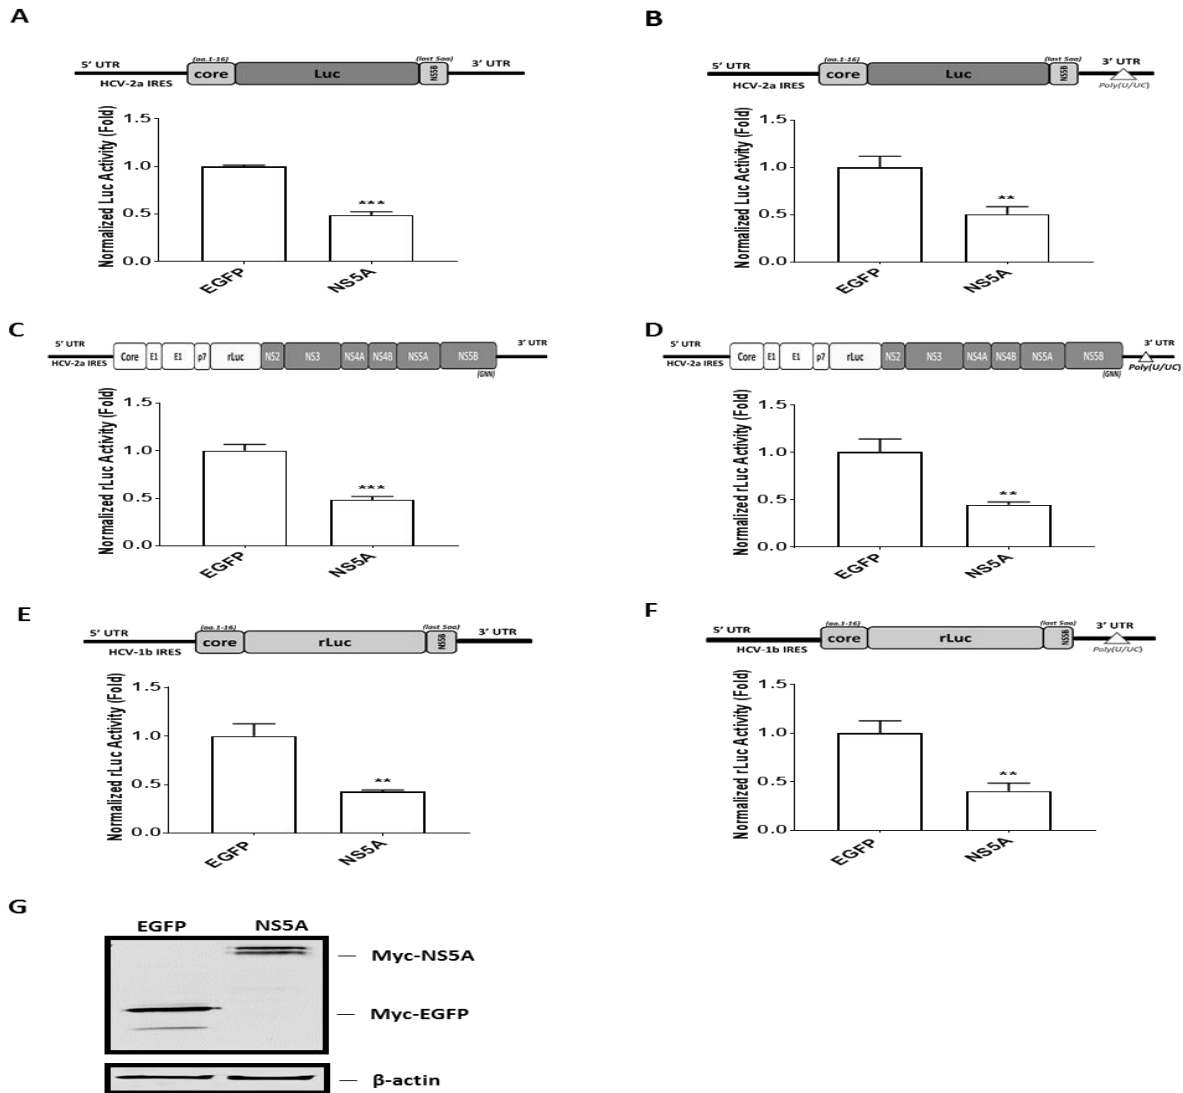 A
5' UTR
HCV-2a IRES
(aa.1-16)
core
Luc
(last 5aa)
NS5B
3' UTR
Normalized Luc Activity (Fold)
1.5
1.0
0.5
0.0
***
EGFP
NS5A
B
5' UTR
HCV-2a IRES
(aa.1-16)
core
Luc
(last 5aa)
NS5B
3' UTR
Poly(U/UC)
Normalized Luc Activity (Fold)
1.5
1.0
0.5
0.0
**
EGFP
NS5A
C
5' UTR
HCV-2a IRES
Core E1 E1 p7 rLuc NS2 NS3 NS4A NS4B NS5A NS5B
(GNN)
3' UTR
Normalized rLuc Activity (Fold)
1.5
1.0
0.5
0.0
***
EGFP
NS5A
D
5' UTR
HCV-2a IRES
Core E1 E1 p7 rLuc NS2 NS3 NS4A NS4B NS5A NS5B
(GNN)
3' UTR
Poly(U/UC)
Normalized rLuc Activity (Fold)
1.5
1.0
0.5
0.0
**
EGFP
NS5A
E
5' UTR
HCV-1b IRES
(aa.1-16)
core
rLuc
(last 5aa)
NS5B
3' UTR
Normalized rLuc Activity (Fold)
1.5
1.0
0.5
0.0
**
EGFP
NS5A
F
5' UTR
HCV-1b IRES
(aa.1-16)
core
rLuc
(last 5aa)
NS5B
3' UTR
Poly(U/UC)
Normalized rLuc Activity (Fold)
1.5
1.0
0.5
0.0
**
EGFP
NS5A
G
EGFP NS5A
Myc-NS5A
Myc-EGFP
β-actin